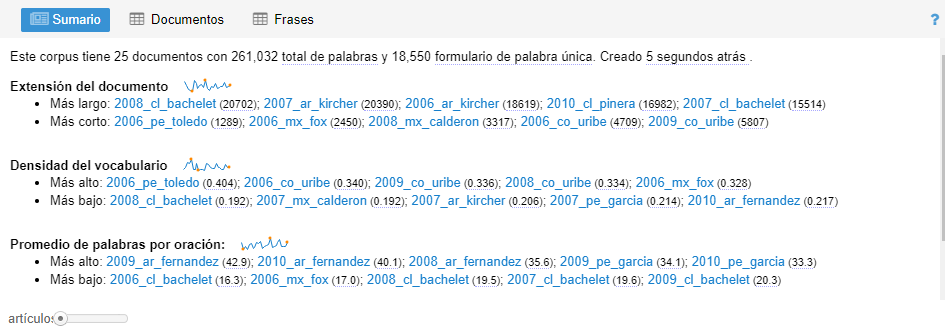 Sumario Documentos Frases ?
Este corpus tiene 25 documentos con 261,032 total de palabras y 18,550 formulario de palabra única. Creado 5 segundos atrás .
Extensión del documento
• Más largo: 2008_cl_bachelet (20702); 2007_ar_kircher (20390); 2006_ar_kircher (18619); 2010_cl_pinera (16982); 2007_cl_bachelet (15514)
• Más corto: 2006_pe_toledo (1289); 2006_mx_fox (2450); 2008_mx_calderon (3317); 2006_co_uribe (4709); 2009_co_uribe (5807)
Densidad del vocabulario
• Más alto: 2006_pe_toledo (0.404); 2006_co_uribe (0.340); 2009_co_uribe (0.336); 2008_co_uribe (0.334); 2006_mx_fox (0.328)
• Más bajo: 2008_cl_bachelet (0.192); 2007_mx_calderon (0.192); 2007_ar_kircher (0.206); 2007_pe_garcia (0.214); 2010_ar_fernandez (0.217)
Promedio de palabras por oración:
• Más alto: 2009_ar_fernandez (42.9); 2010_ar_fernandez (40.1); 2008_ar_fernandez (35.6); 2009_pe_garcia (34.1); 2010_pe_garcia (33.3)
• Más bajo: 2006_cl_bachelet (16.3); 2006_mx_fox (17.0); 2008_cl_bachelet (19.5); 2007_cl_bachelet (19.6); 2009_cl_bachelet (20.3)
artículos